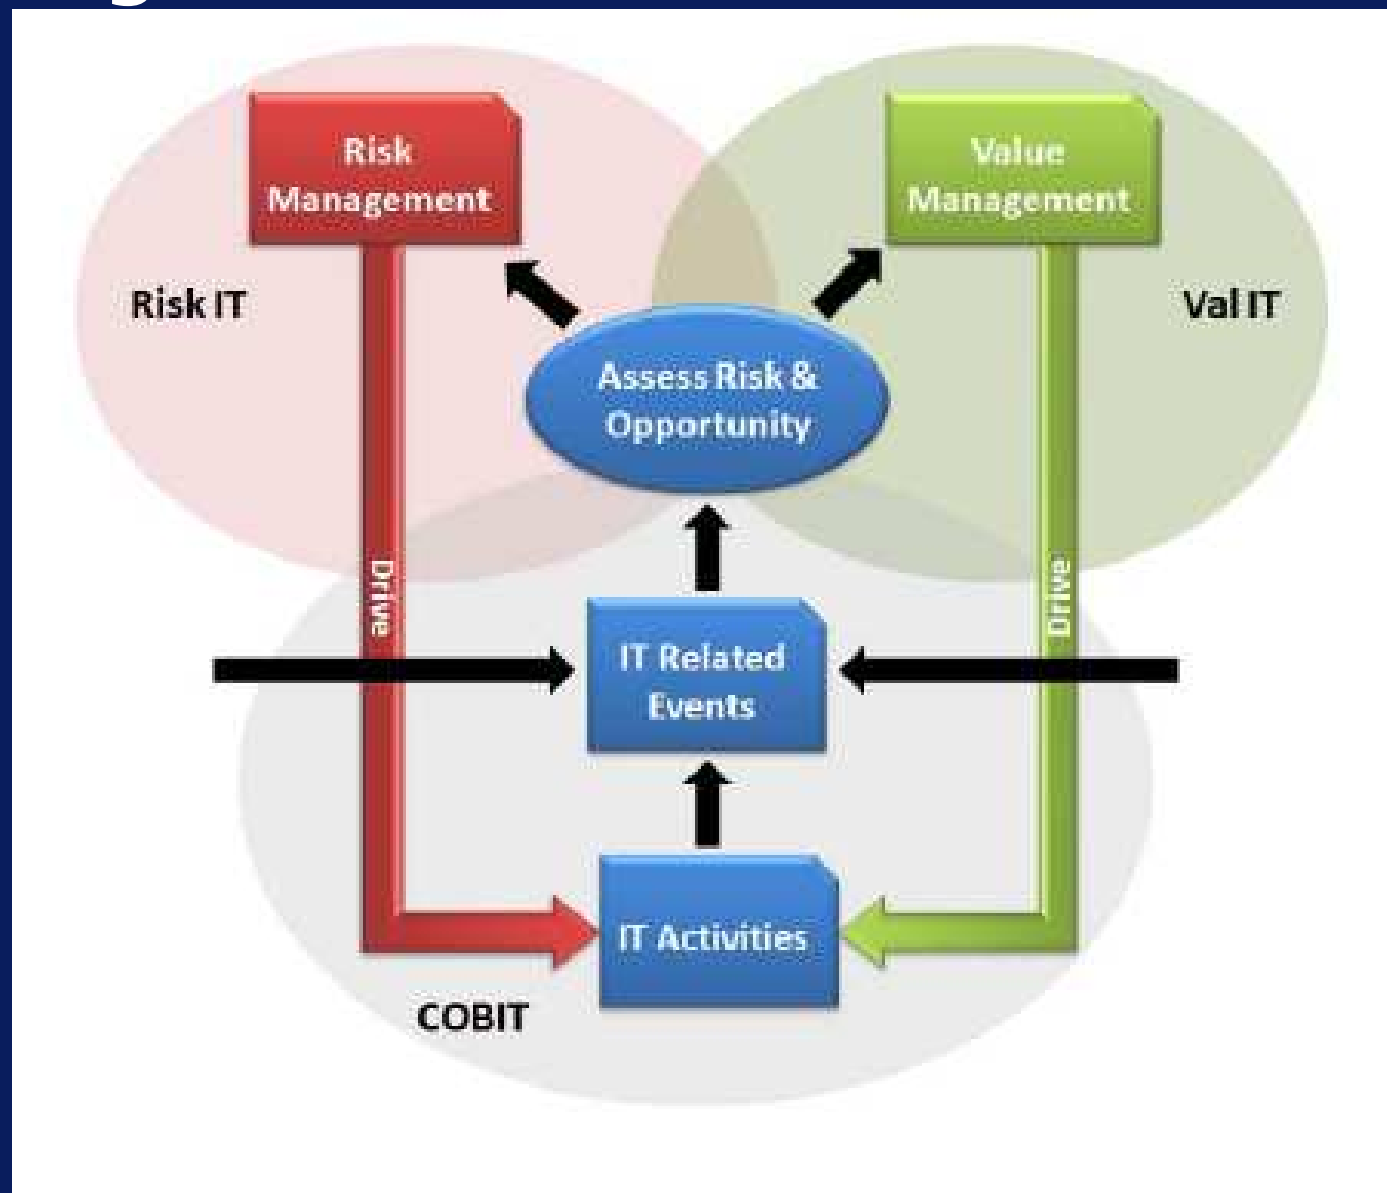 Risk
Management
Value
Management
Risk IT
Val IT
Assess Risk &
Opportunity
Drive
Drive
IT Related
Events
IT Activities
COBIT